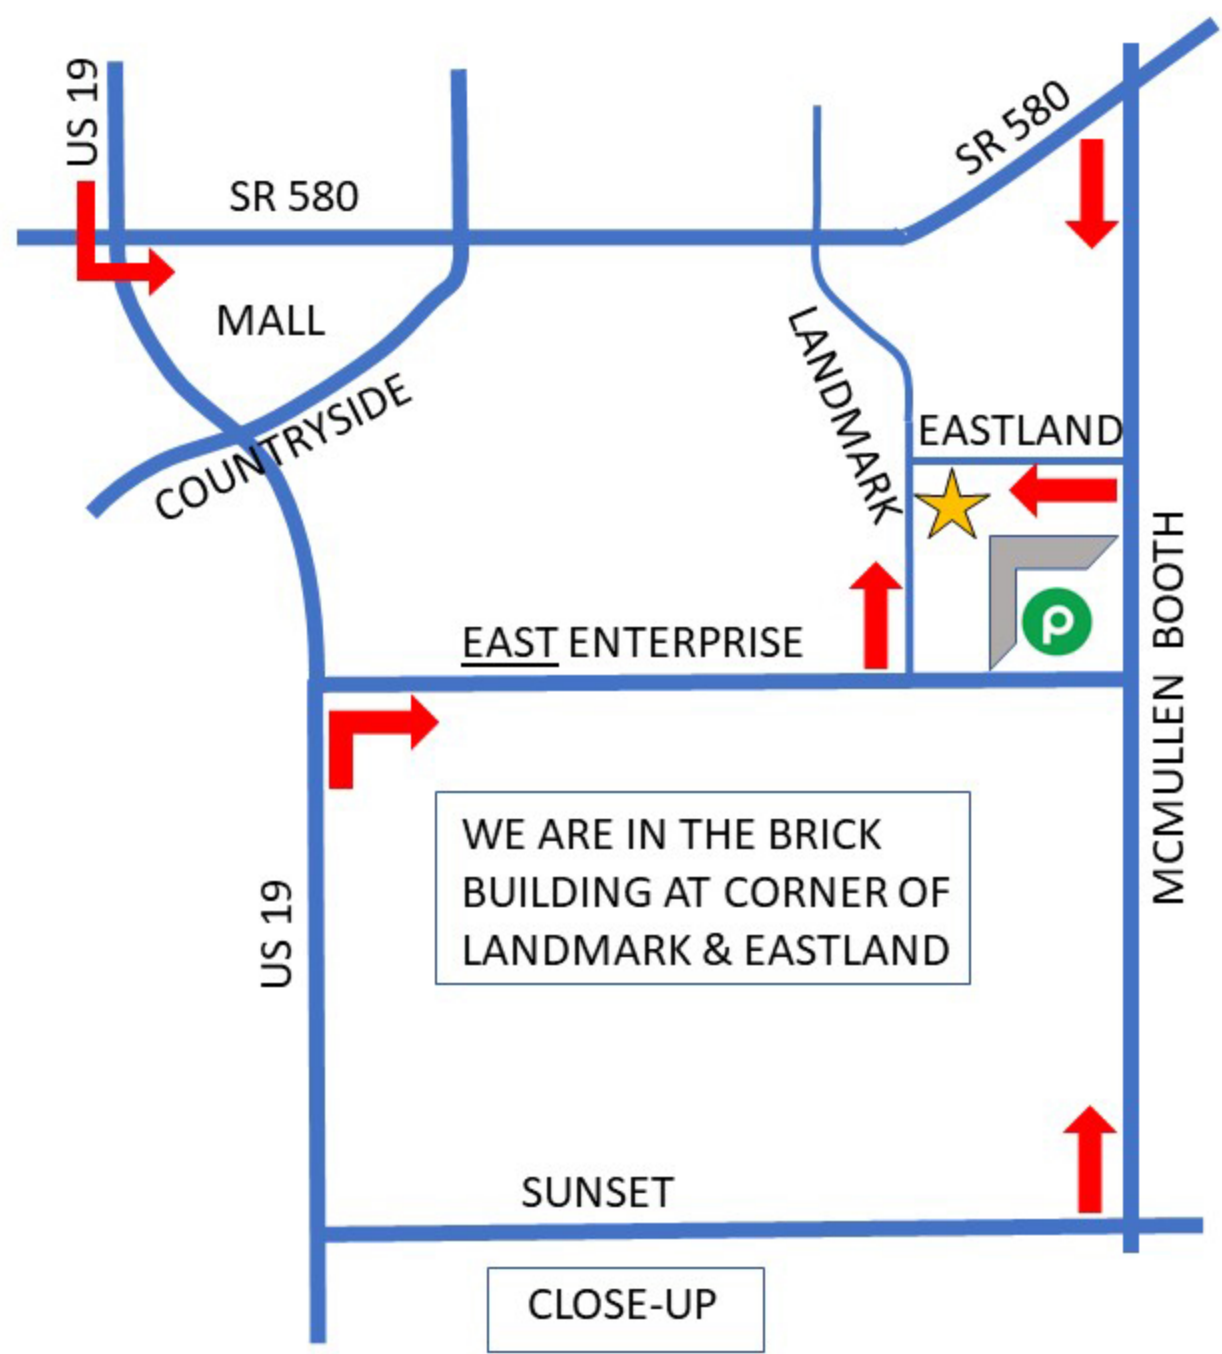 US 19
SR 580
SR 580
MALL
COUNTRYSIDE
LANDMARK
EASTLAND
p
EAST ENTERPRISE
MCMULLEN BOOTH
WE ARE IN THE BRICK
BUILDING AT CORNER OF
LANDMARK & EASTLAND
US 19
SUNSET
CLOSE-UP